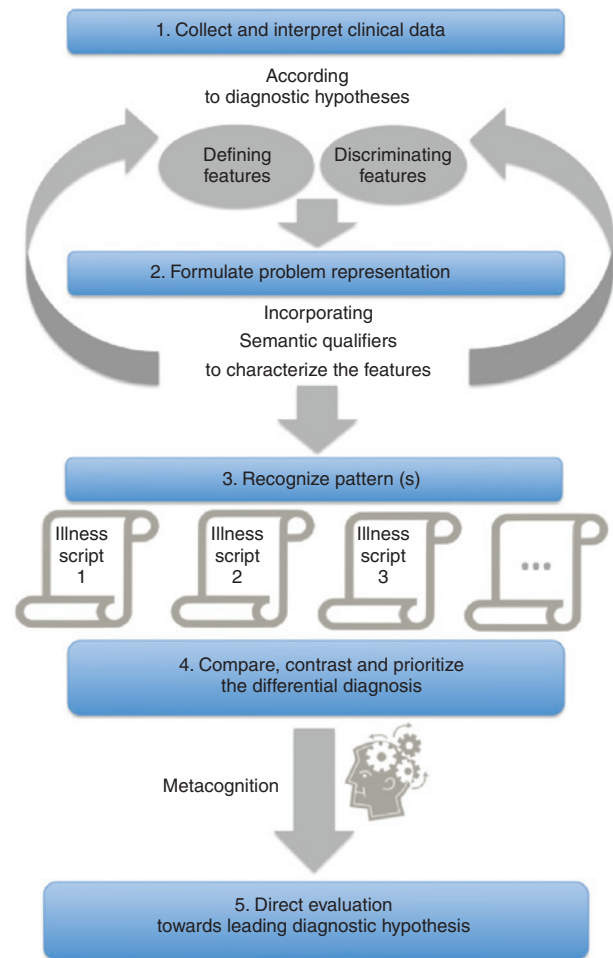 1. Collect and interpret clinical data
According
to diagnostic hypotheses
Defining
features
Discriminating
features
2. Formulate problem representation
Incorporating
Semantic qualifiers
to characterize the features
3. Recognize pattern (s)
Illness
script
1
Illness
script
2
Illness
script
3
...
4. Compare, contrast and prioritize
the differential diagnosis
Metacognition
5. Direct evaluation
towards leading diagnostic hypothesis